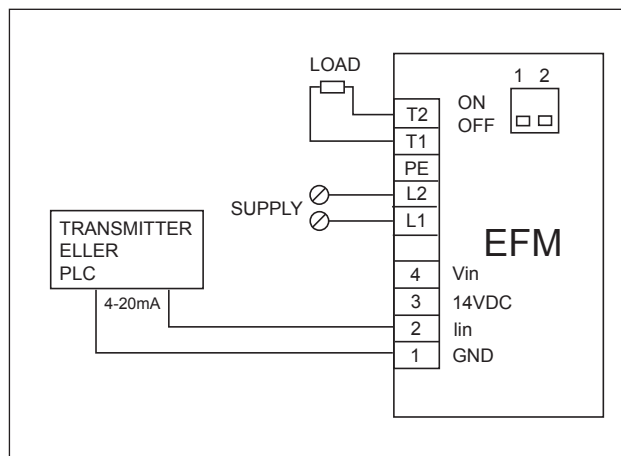 LOAD
1 2
ON
OFF
T2
T1
PE
L2
L1
SUPPLY
TRANSMITTER
ELLER
PLC
4-20mA
EFM
4 Vin
3 14VDC
2 Iin
1 GND